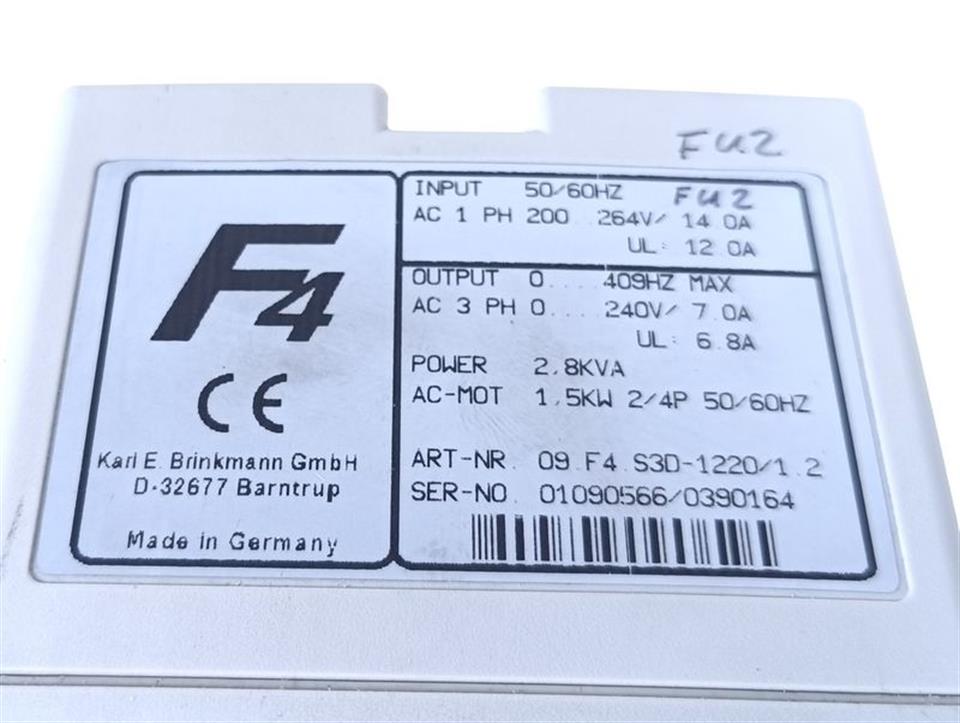 FU2
F4
CE
Karl E. Brinkmann GmbH
D-32677 Barntrup
Made in Germany
INPUT 50/60HZ FU2
AC 1 PH 200...264V/ 14.0A
UL: 12.0A
OUTPUT 0.... 409HZ MAX
AC 3 PH 0.... 240V/ 7.0A
UL: 6.8A
POWER 2,8KVA
AC-MOT 1,5KW 2/4P 50/60HZ
ART-NR. 09.F4.S3D-1220/1.2
SER-NO. 01090566/0390164